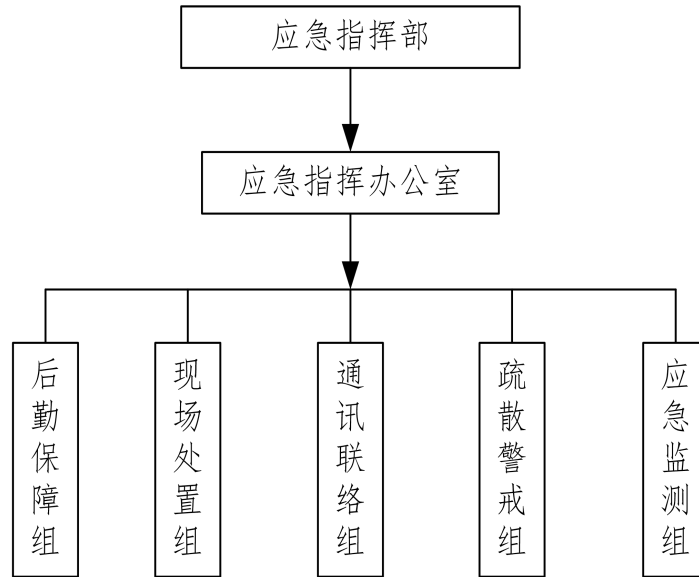 应急指挥部
应急指挥办公室
后勤保障组
现场处置组
通讯联络组
疏散警戒组
应急监测组